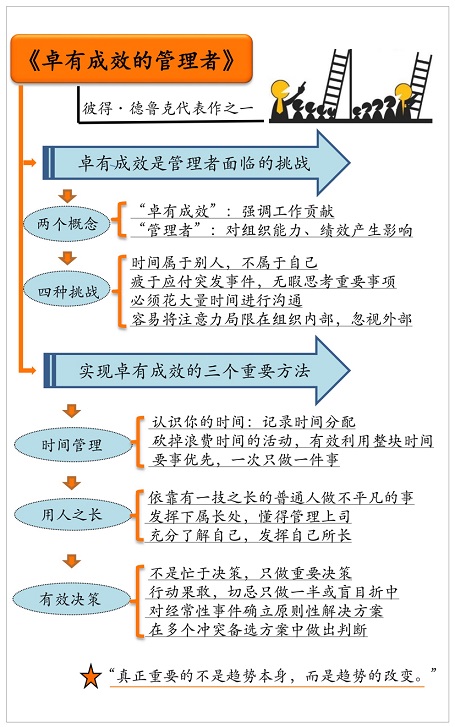 《卓有成效的管理者》
彼得·德鲁克代表作之一
卓有成效是管理者面临的挑战
两个概念
“卓有成效”：强调工作贡献
“管理者”：对组织能力、绩效产生影响
四种挑战
时间属于别人，不属于自己
疲于应付突发事件，无暇思考重要事项
必须花大量时间进行沟通
容易将注意力局限在组织内部，忽视外部
实现卓有成效的三个重要方法
时间管理
认识你的时间：记录时间分配
砍掉浪费时间的活动，有效利用整块时间
要事优先，一次只做一件事
用人之长
依靠有一技之长的普通人做不平凡的事
发挥下属长处，懂得管理上司
充分了解自己，发挥自己所长
有效决策
不是忙于决策，只做重要决策
行动果敢，切忌只做一半或盲目折中
对经常性事件确立原则性解决方案
在多个冲突备选方案中做出判断
“真正重要的不是趋势本身，而是趋势的改变。”